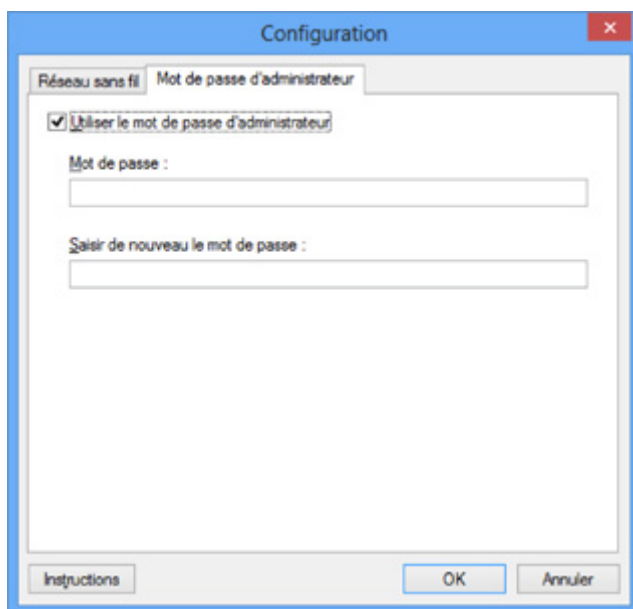 Configuration
Réseau sans fil
Mot de passe d'administrateur
Utiliser le mot de passe d'administrateur
Mot de passe :
Saisir de nouveau le mot de passe :
Instructions
OK
Annuler